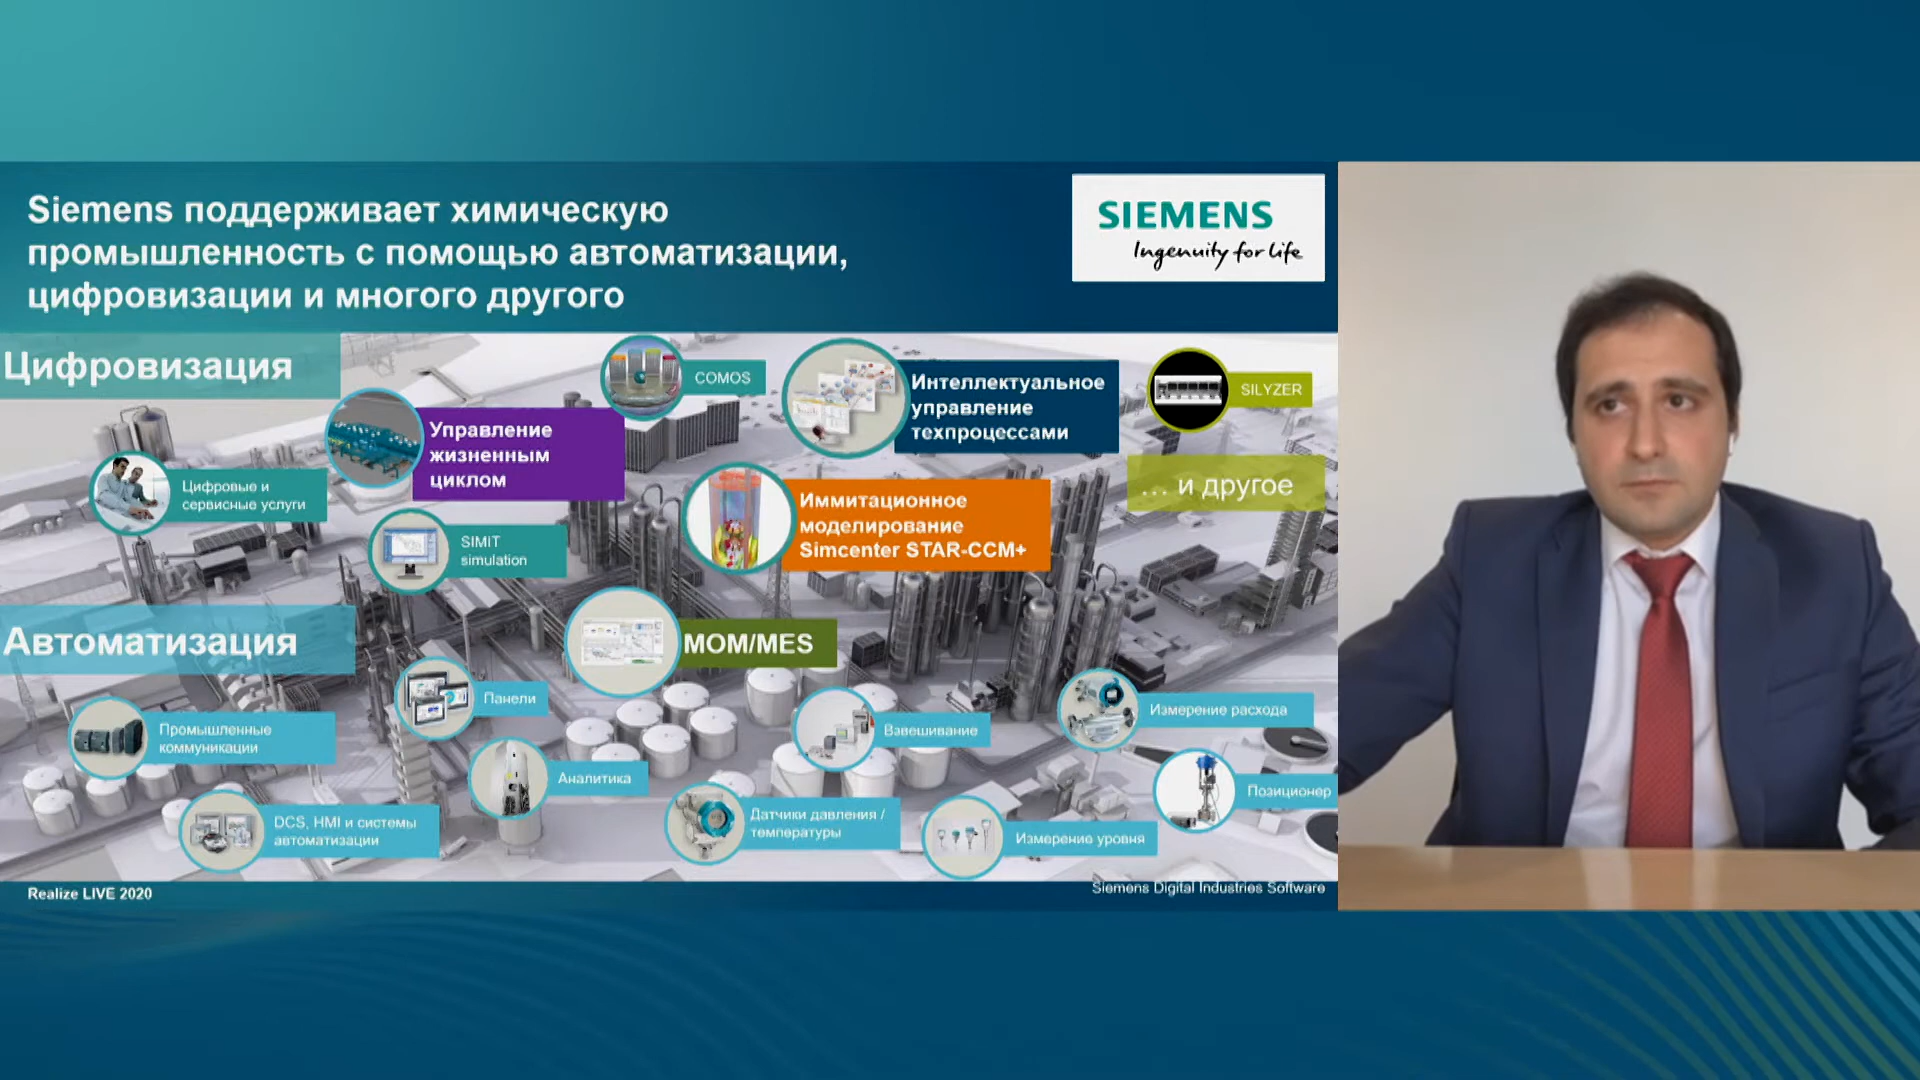 Siemens поддерживает химическую
промышленность с помощью автоматизации,
цифровизации и многого другого
SIEMENS
Ingenuity for life
Цифровизация
COMOS
Интеллектуальное
управление
техпроцессами
SILYZER
Управление
жизненным
циклом
Цифровые и
сервисные услуги
... и другое
Иммитационное
моделирование
Simcenter STAR-CCM+
SIMIT
simulation
Автоматизация
MOM/MES
Панели
Измерение расхода
Промышленные
коммуникации
Взвешивание
Аналитика
Позиционер
DCS, HMI и системы
автоматизации
Датчики давления /
температуры
Измерение уровня
Realize LIVE 2020
Siemens Digital Industries Software